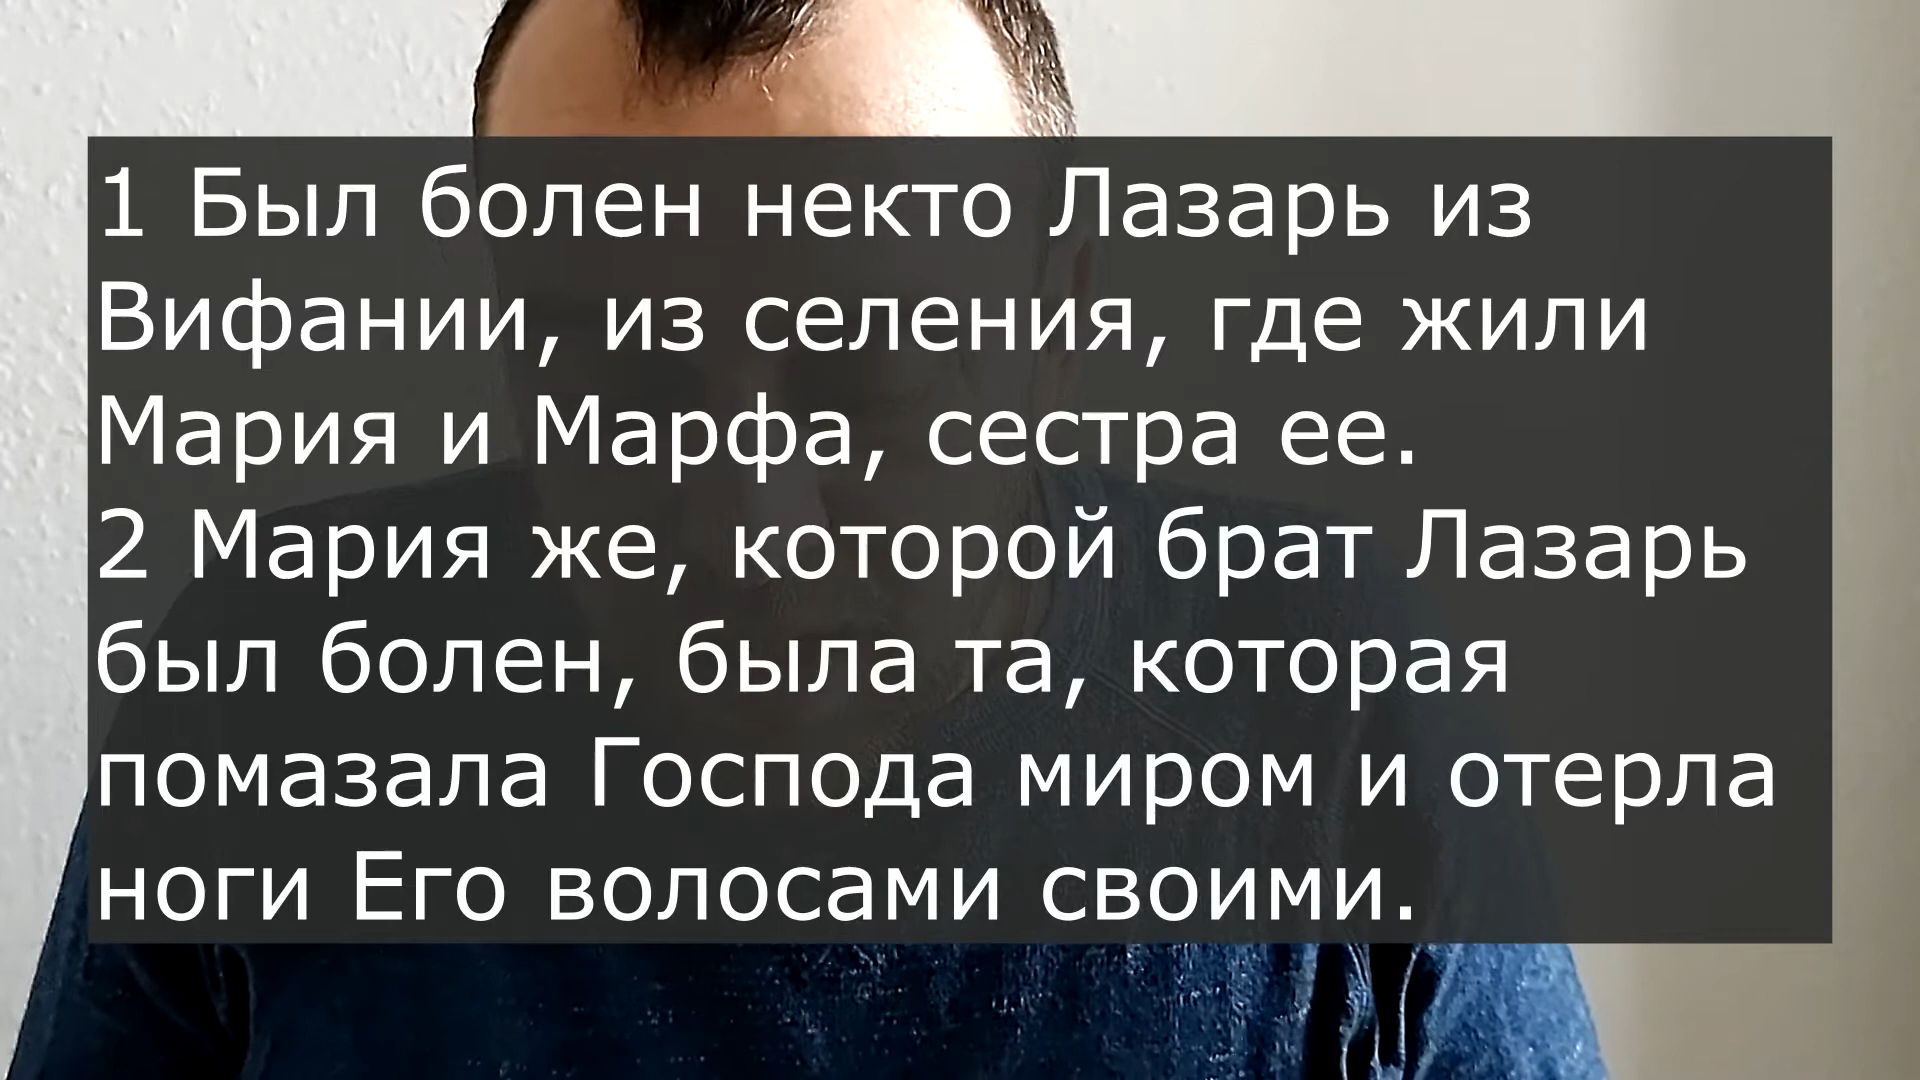 1 Был болен некто Лазарь из
Вифании, из селения, где жили
Мария и Марфа, сестра ее.
2 Мария же, которой брат Лазарь
был болен, была та, которая
помазала Господа миром и отерла
ноги Его волосами своими.